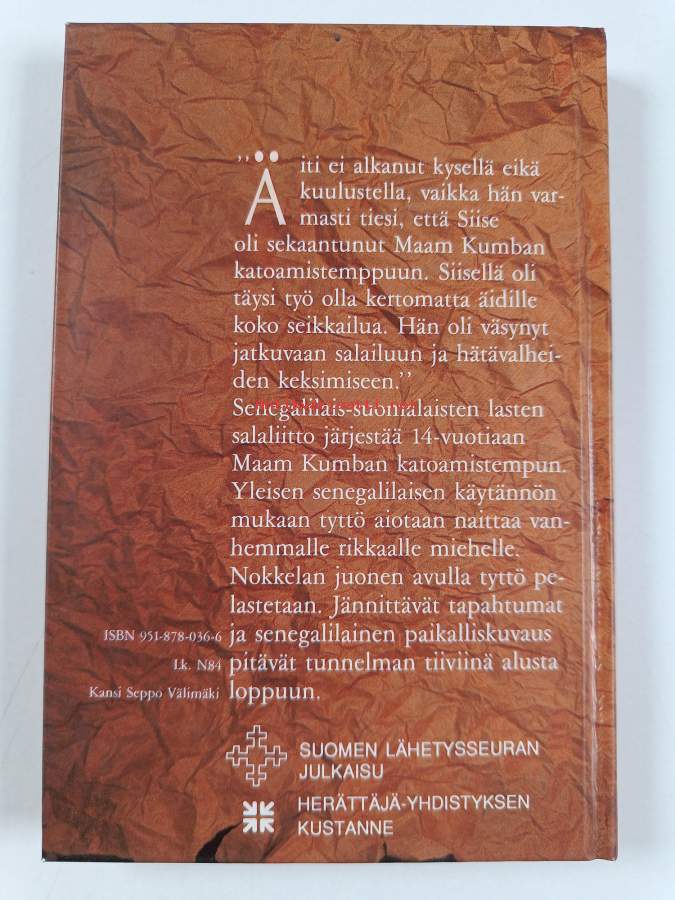 "Äiti ei alkanut kysellä eikä
kuulustella, vaikka hän var-
masti tiesi, että Siise
oli sekaantunut Maam Kumban
katoamistemppuun. Siisellä oli
täysi työ olla kertomatta äidille
koko seikkailua. Hän oli väsynyt
jatkuvaan salailuun ja hätävalhei-
den keksimiseen."
Senegalilais-suomalaisten lasten
salaliitto järjestää 14-vuotiaan
Maam Kumban katoamistempun.
Yleisen senegalilaisen käytännön
mukaan tyttö aiotaan naittaa van-
hemmalle rikkaalle miehelle.
Nokkelan juonen avulla tyttö pe-
lastetaan. Jännittävät tapahtumat
ja senegalilainen paikalliskuvaus
pitävät tunnelman tiiviinä alusta
loppuun.
ISBN 951-878-036-6
Lk. N84
Kansi Seppo Välimäki
SUOMEN LÄHETYSSEURAN
JULKAISU
HERÄTTÄJÄ-YHDISTYKSEN
KUSTANNE